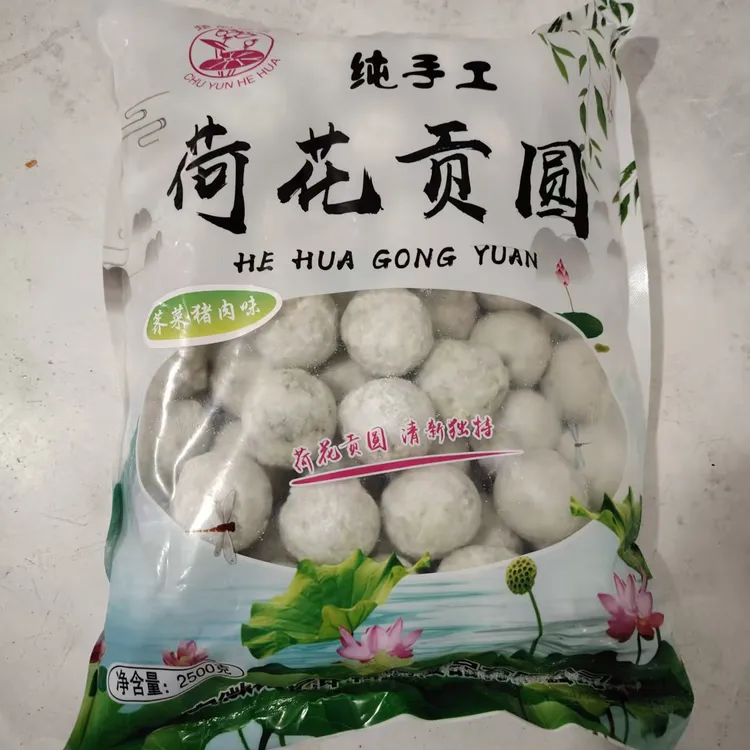 CHU YUN HE HUA
纯手工
荷花贡圆
HE HUA GONG YUAN
荠菜猪肉味
荷花贡圆 清新独特
净含量：2500克